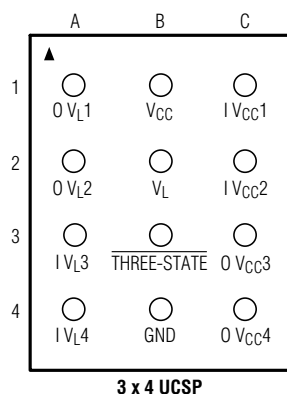 A B C
1
O VL1 VCC I VCC1
2
O VL2 VL I VCC2
3
I VL3 THREE-STATE O VCC3
4
I VL4 GND O VCC4
3 x 4 UCSP